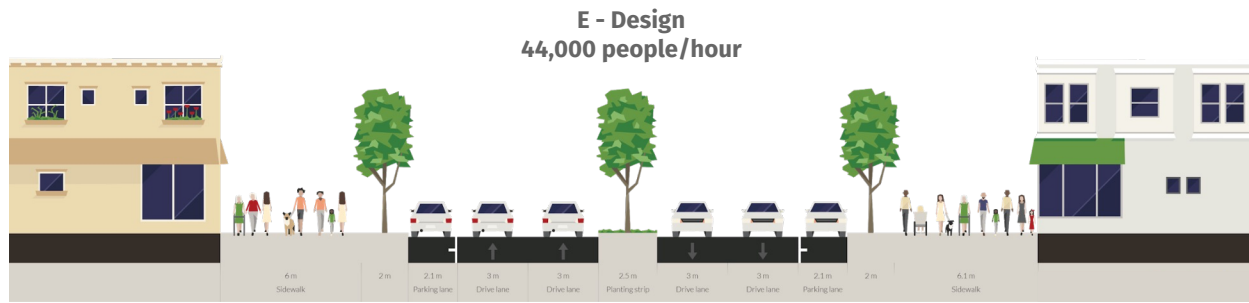 E - Design
44,000 people/hour
6 m
2 m
2.1 m
3 m
3 m
2.5 m
3 m
3 m
2.1 m
2 m
6.1 m
Sidewalk
Parking lane
Drive lane
Drive lane
Planting strip
Drive lane
Drive lane
Parking lane
Sidewalk